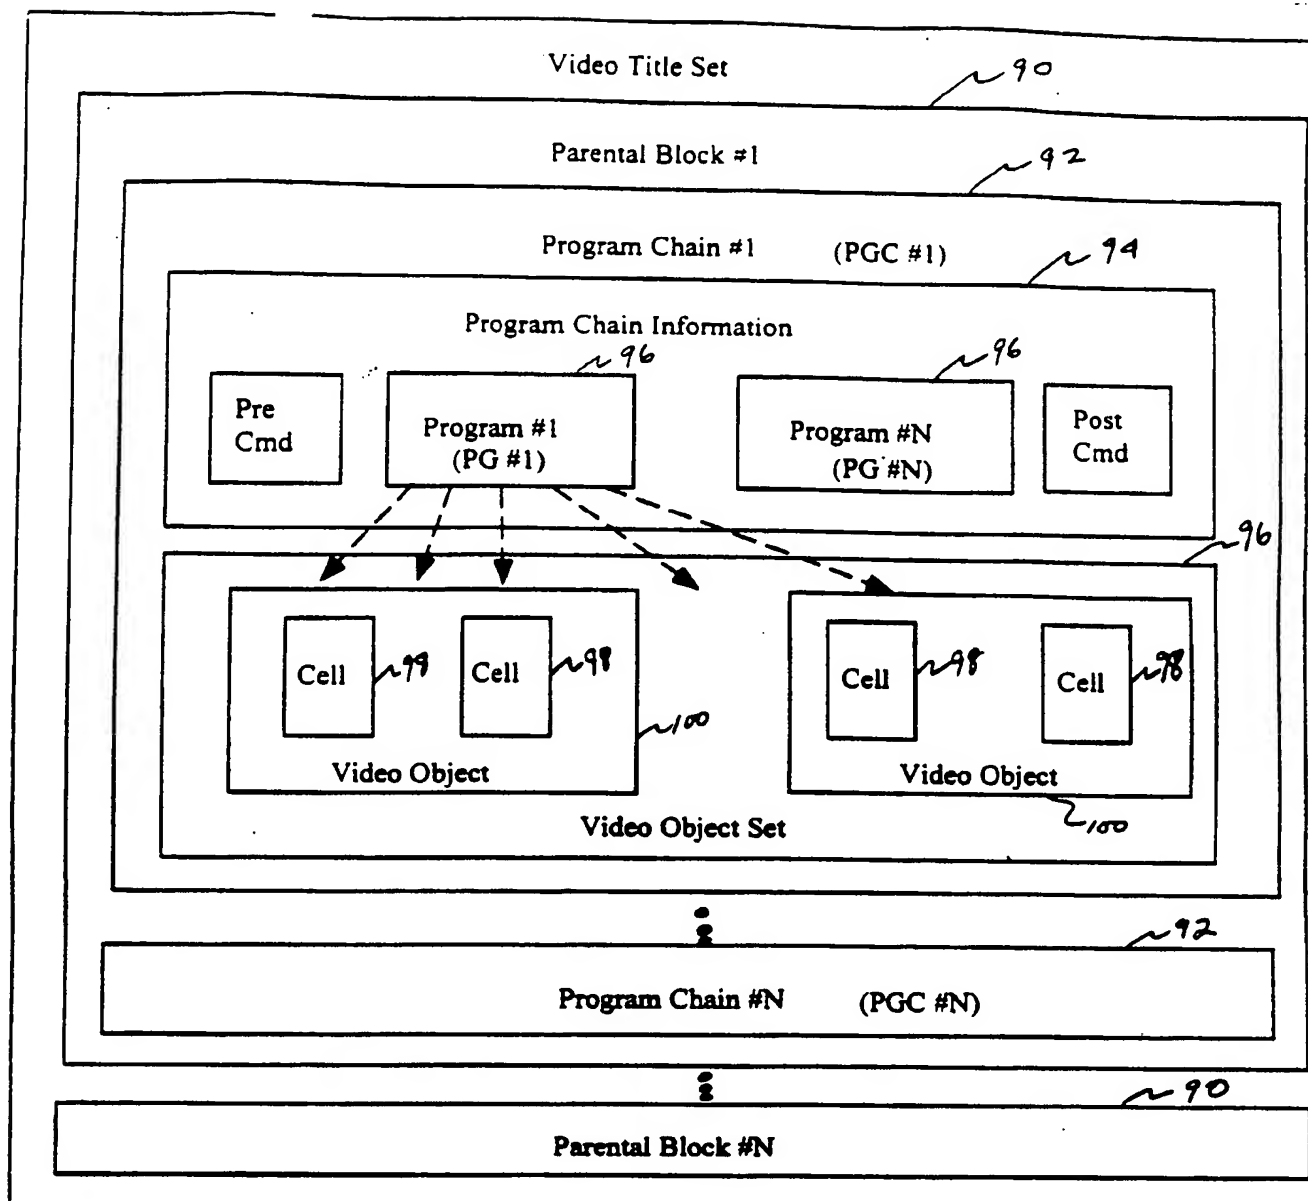 Video Title Set
90
Parental Block #1
92
Program Chain #1 (PGC #1)
94
Program Chain Information
96
96
Pre
Cmd
Program #1
(PG #1)
Program #N
(PG #N)
Post
Cmd
96
Cell
98
Cell
98
Cell
98
Cell
98
100
Video Object
Video Object
100
Video Object Set
92
Program Chain #N (PGC #N)
90
Parental Block #N